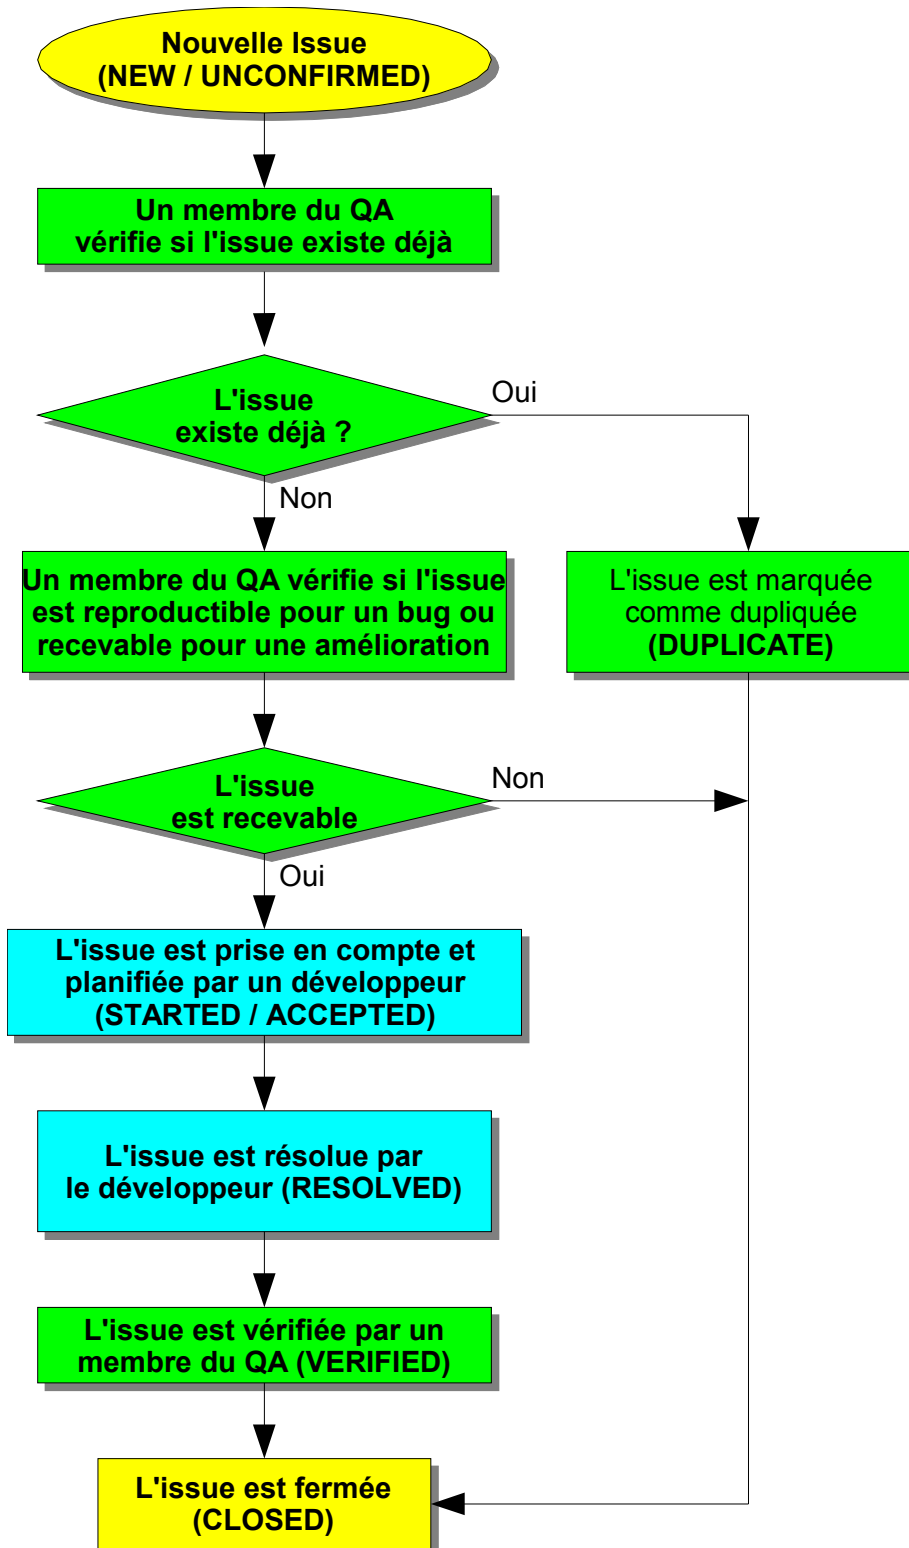 Nouvelle Issue
(NEW / UNCONFIRMED)
Un membre du QA
vérifie si l'issue existe déjà
L'issue
existe déjà ?
Oui
Non
Un membre du QA vérifie si l'issue
est reproductible pour un bug ou
recevable pour une amélioration
L'issue est marquée
comme dupliquée
(DUPLICATE)
L'issue
est recevable
Non
Oui
L'issue est prise en compte et
planifiée par un développeur
(STARTED / ACCEPTED)
L'issue est résolue par
le développeur (RESOLVED)
L'issue est vérifiée par un
membre du QA (VERIFIED)
L'issue est fermée
(CLOSED)